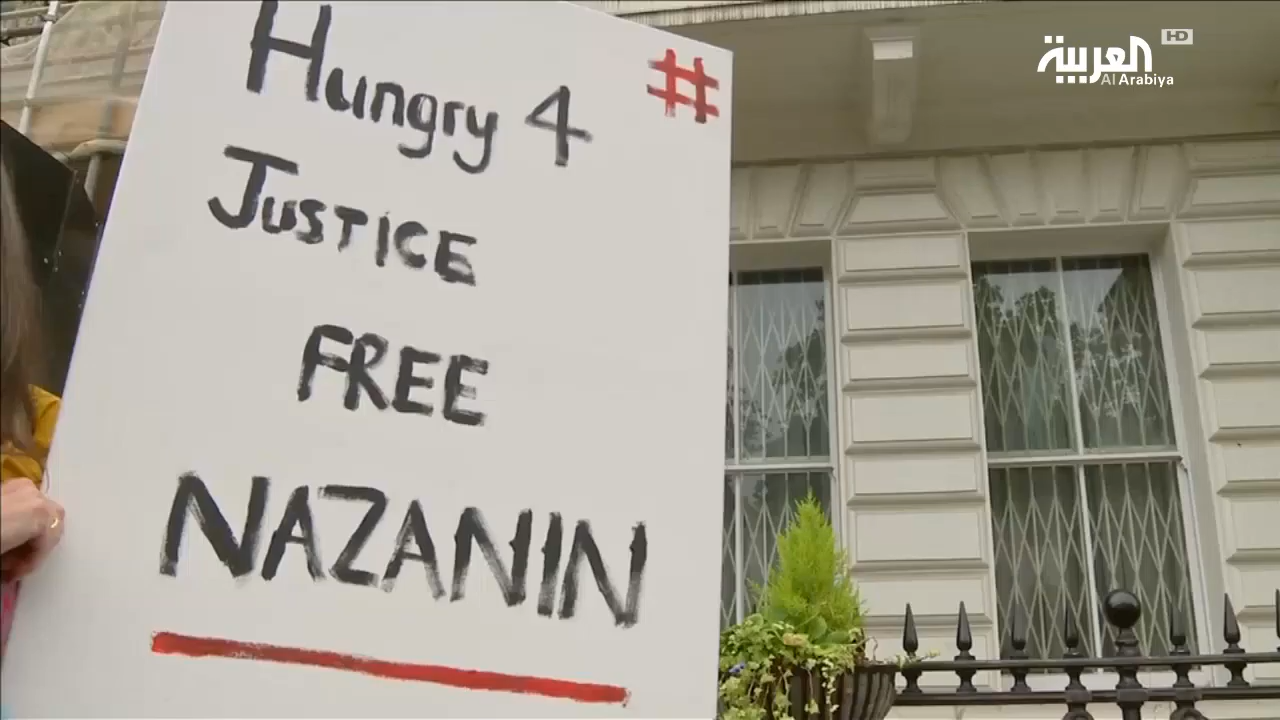 Hungry 4
#
JUSTICE
FREE
NAZANIN
العربية
HD
Al Arabiya